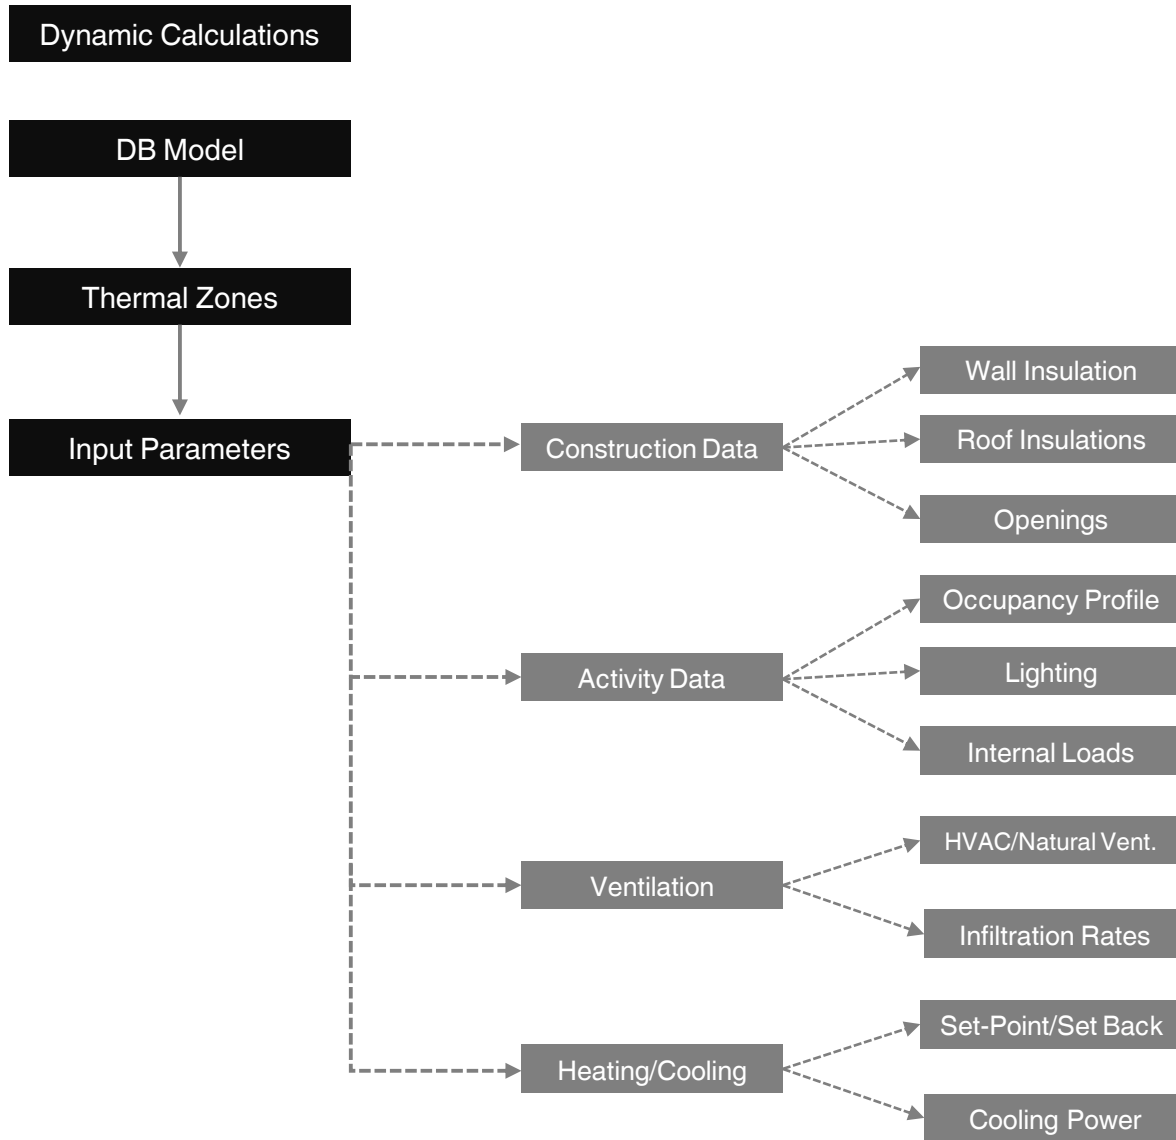 Dynamic Calculations
DB Model
Thermal Zones
Input Parameters
Construction Data
Wall Insulation
Roof Insulations
Openings
Activity Data
Occupancy Profile
Lighting
Internal Loads
Ventilation
HVAC/Natural Vent.
Infiltration Rates
Heating/Cooling
Set-Point/Set Back
Cooling Power